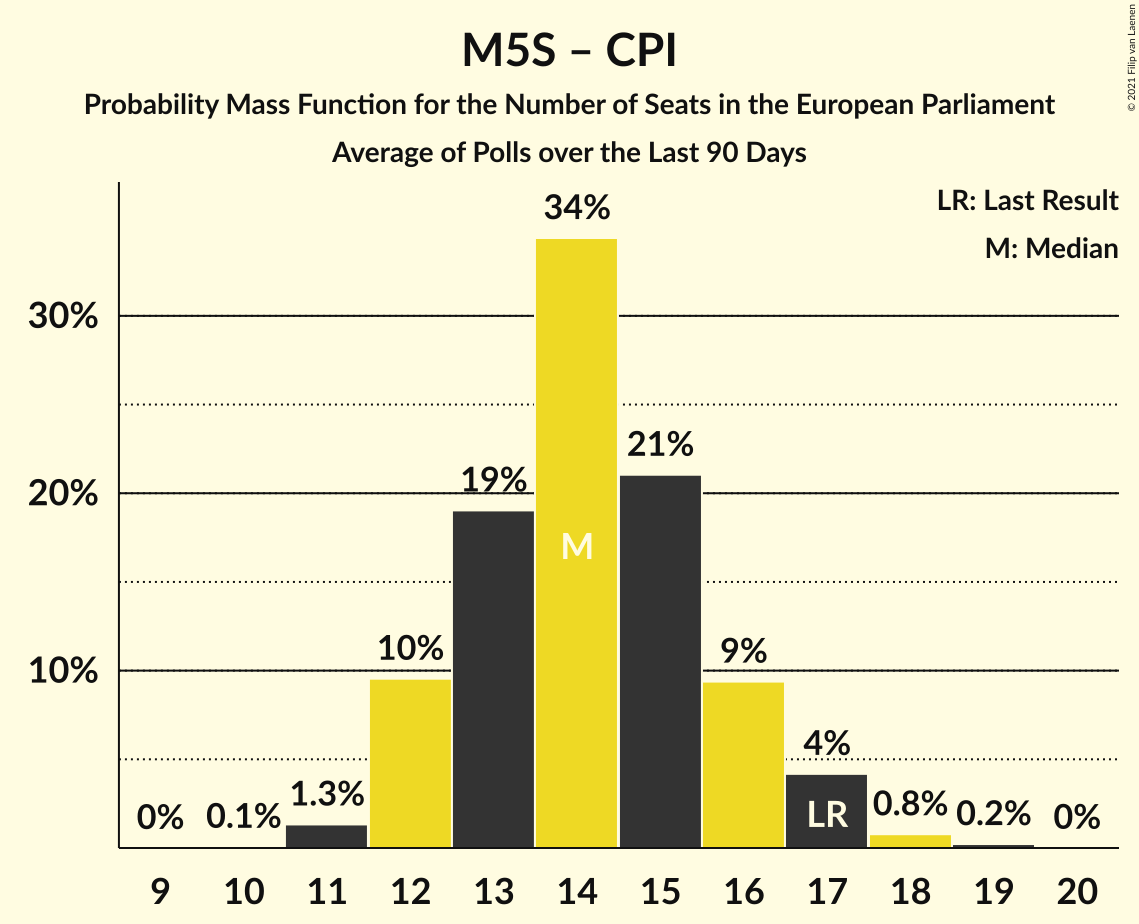 M5S – CPI
Probability Mass Function for the Number of Seats in the European Parliament
Average of Polls over the Last 90 Days
© 2021 Filip van Laenen
LR: Last Result
M: Median
34%
30%
21%
19%
20%
M
10%
9%
10%
4%
1.3%
0.8%
0% 0.1% LR 0.2% 0%
9 10 11 12 13 14 15 16 17 18 19 20